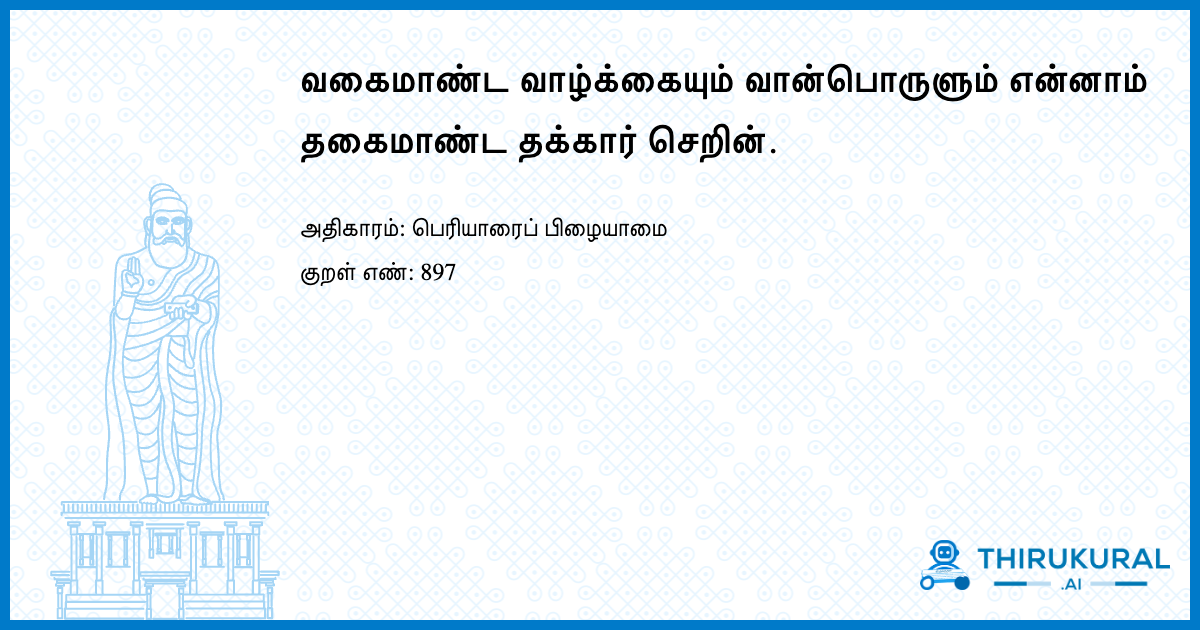 வகைமாண்ட வாழ்க்கையும் வான்பொருளும் என்னாம்
தகைமாண்ட தக்கார் செறின்.
அதிகாரம்: பெரியாரைப் பிழையாமை
குறள் எண்: 897
THIRUKURAL
.AI